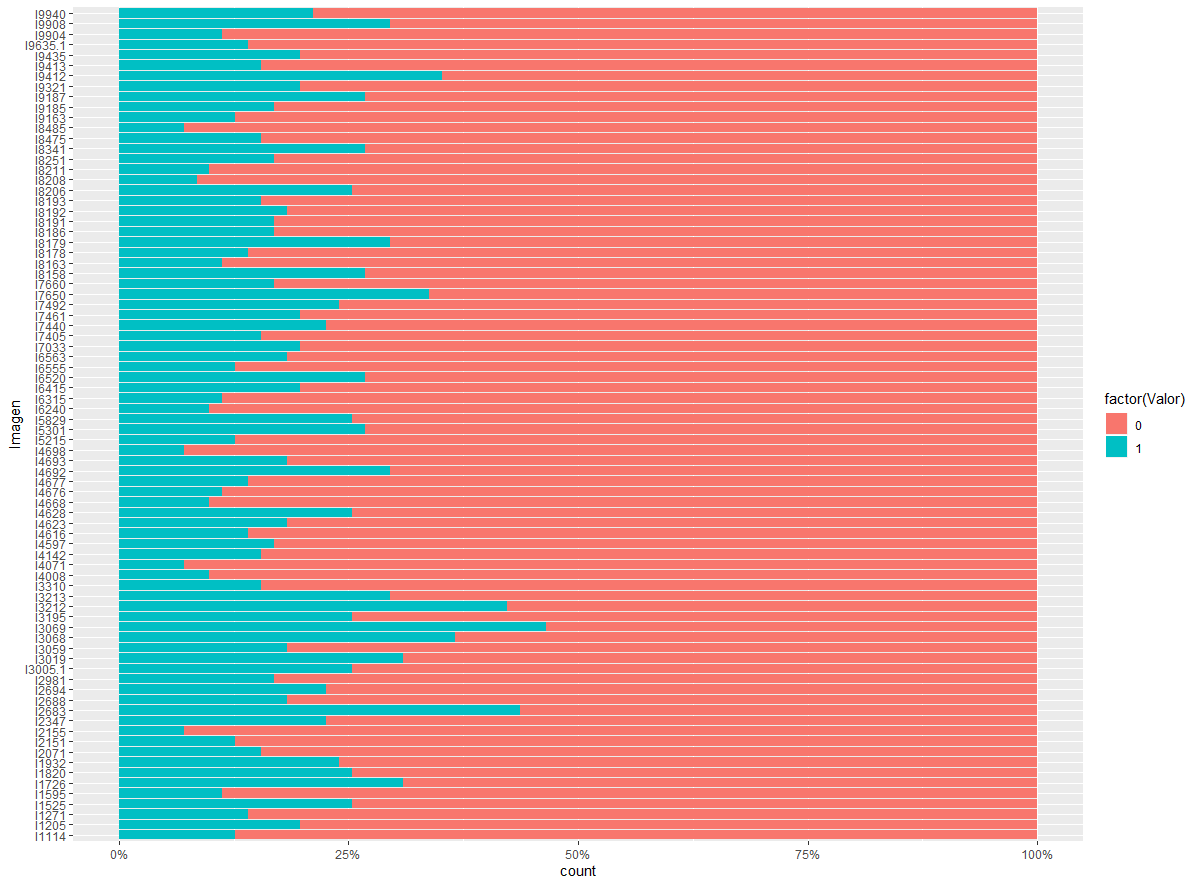 I9940
I9908
I9904
I9635.1
I9435
I9413
I9412
I9321
I9187
I9185
I9163
I8485
I8475
I8341
I8251
I8211
I8208
I8206
I8193
I8192
I8191
I8186
I8179
I8178
I8163
I8158
I7660
I7650
I7492
I7461
I7440
I7405
I7033
I6563
I6555
I6520
I6415
I6315
I6240
I5829
I5301
I5215
I4698
I4693
I4692
I4677
I4676
I4668
I4628
I4623
I4616
I4597
I4142
I4071
I4008
I3310
I3213
I3212
I3195
I3069
I3068
I3059
I3019
I3005.1
I2981
I2694
I2688
I2683
I2347
I2155
I2151
I2071
I1932
I1820
I1726
I1595
I1525
I1271
I1205
I1114
Imagen
0%
25%
50%
75%
100%
count
factor(Valor)
0
1